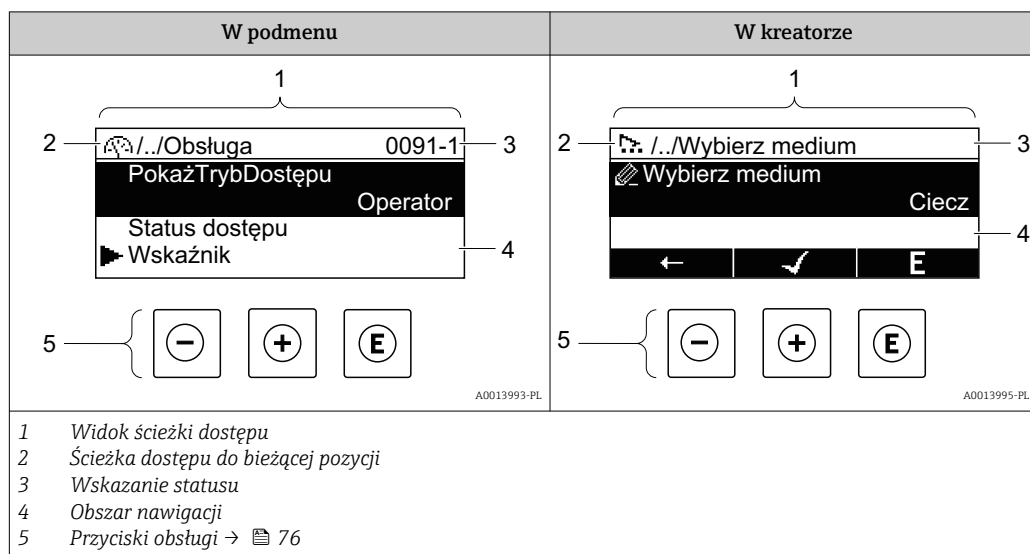 W podmenu
1
2
/../Obsługa 0091-1
3
PokażTrybDostępu
Operator
Status dostępu
Wskaźnik
4
5
- + E
A0013993-PL
W kreatorze
1
2
/../Wybierz medium
3
Wybierz medium
Ciecz
4
← ✓ E
5
- + E
A0013995-PL
1 Widok ścieżki dostępu
2 Ścieżka dostępu do bieżącej pozycji
3 Wskazanie statusu
4 Obszar nawigacji
5 Przyciski obsługi → 76